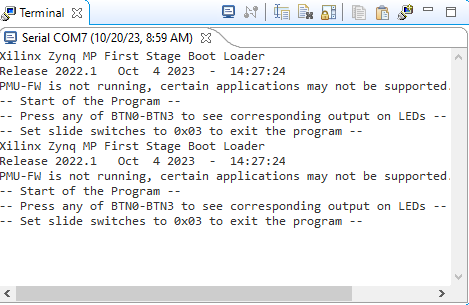 Terminal
Serial COM7 (10/20/23, 8:59 AM)
Xilinx Zynq MP First Stage Boot Loader
Release 2022.1   Oct  4 2023  -  14:27:24
PMU-FW is not running, certain applications may not be supported.
-- Start of the Program --
-- Press any of BTN0-BTN3 to see corresponding output on LEDs --
-- Set slide switches to 0x03 to exit the program --
Xilinx Zynq MP First Stage Boot Loader
Release 2022.1   Oct  4 2023  -  14:27:24
PMU-FW is not running, certain applications may not be supported.
-- Start of the Program --
-- Press any of BTN0-BTN3 to see corresponding output on LEDs --
-- Set slide switches to 0x03 to exit the program --